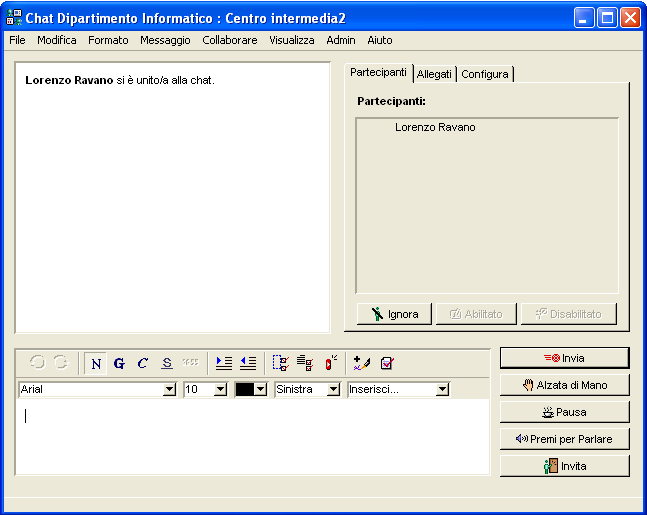 Chat Dipartimento Informatico : Centro intermedia2
File Modifica Formato Messaggio Collaborare Visualizza Admin Aiuto
Lorenzo Ravano si è unito/a alla chat.
Partecipanti Allegati Configura
Partecipanti:
Lorenzo Ravano
Ignora Abilitato Disabilitato
N G C S
Arial 10 Sinistra Inserisci...
Invia
Alzata di Mano
Pausa
Premi per Parlare
Invita